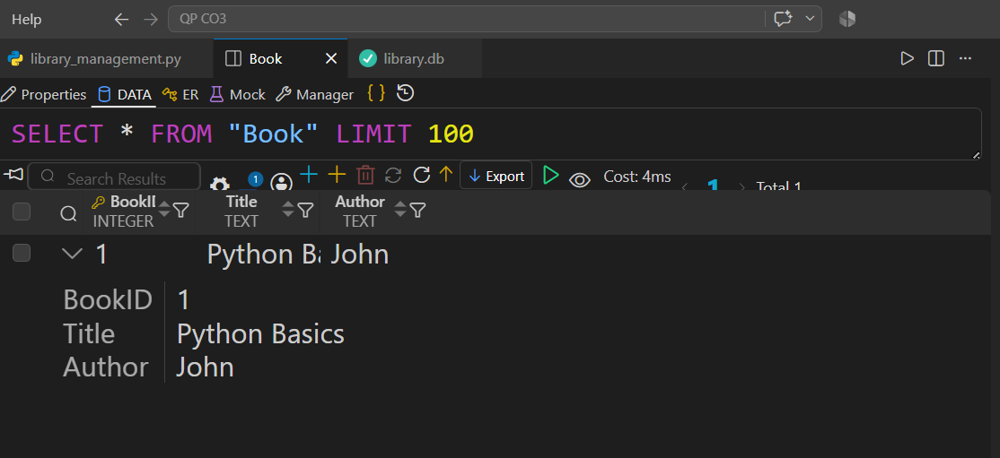 Help QP CO3
library_management.py Book library.db
Properties DATA ER Mock Manager { }
SELECT * FROM "Book" LIMIT 100
Search Results 1 Export Cost: 4ms 1 Total 1
BookID Title Author
INTEGER TEXT TEXT
1 Python Ba John
BookID 1
Title Python Basics
Author John